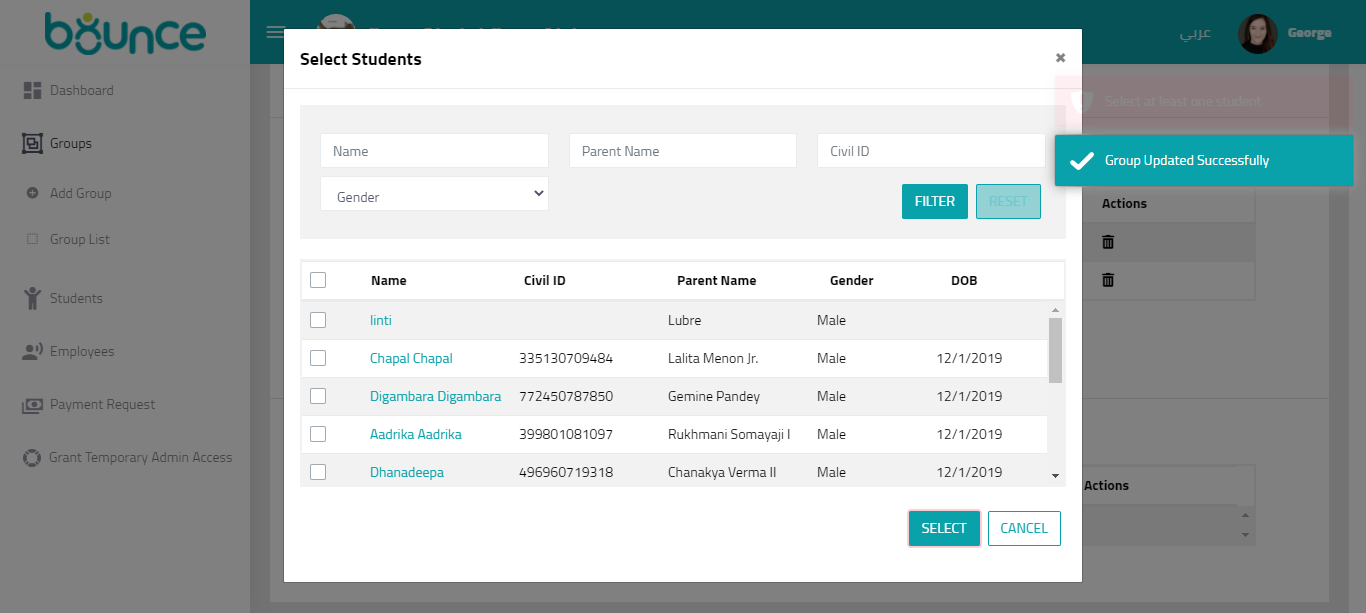 bounce
عربي
George
Dashboard
Groups
Add Group
Group List
Students
Employees
Payment Request
Grant Temporary Admin Access
Select Students
×
Select at least one student
Group Updated Successfully
Name
Parent Name
Civil ID
Gender
FILTER
RESET
Actions
Name Civil ID Parent Name Gender DOB
linti Lubre Male
Chapal Chapal 335130709484 Lalita Menon Jr. Male 12/1/2019
Digambara Digambara 772450787850 Gemine Pandey Male 12/1/2019
Aadrika Aadrika 399801081097 Rukhmani Somayaji I Male 12/1/2019
Dhanadeepa 496960719318 Chanakya Verma II Male 12/1/2019
Actions
SELECT
CANCEL